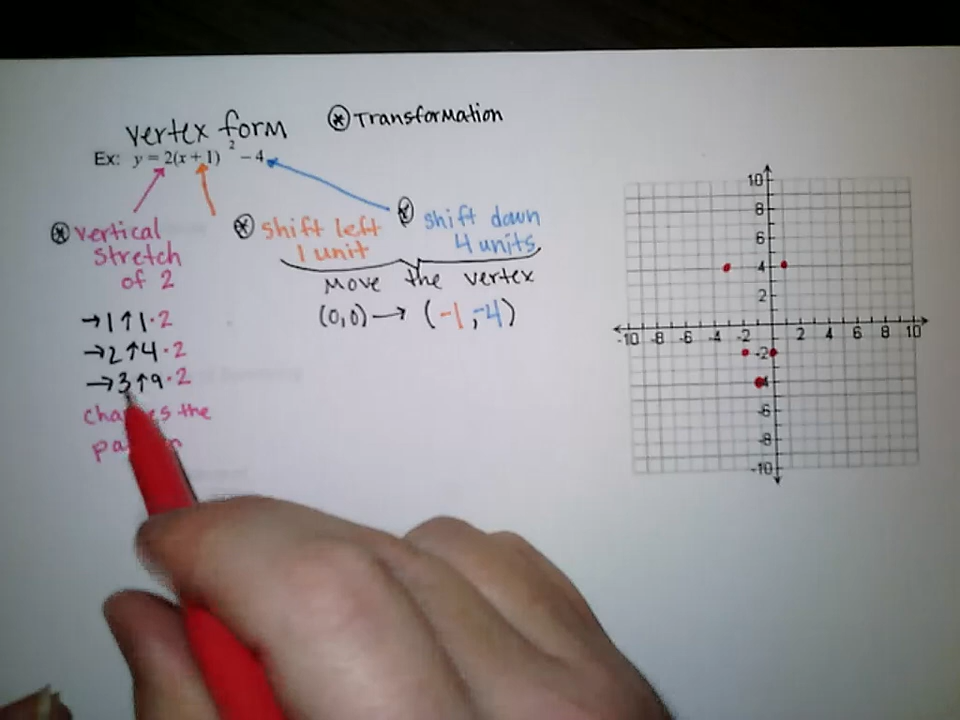 vertex form
⊛ Transformation
Ex: y = 2(x + 1)² − 4
⊛ vertical
stretch
of 2
⊛ shift left
1 unit
⊛ shift down
4 units
Move the vertex
(0,0) → (-1,-4)
→1↑1·2
→2↑4·2
→3↑9·2
the
10
8
6
4
2
-10 -8 -6 -4 -2 2 4 6 8 10
-2
-6
-8
-10